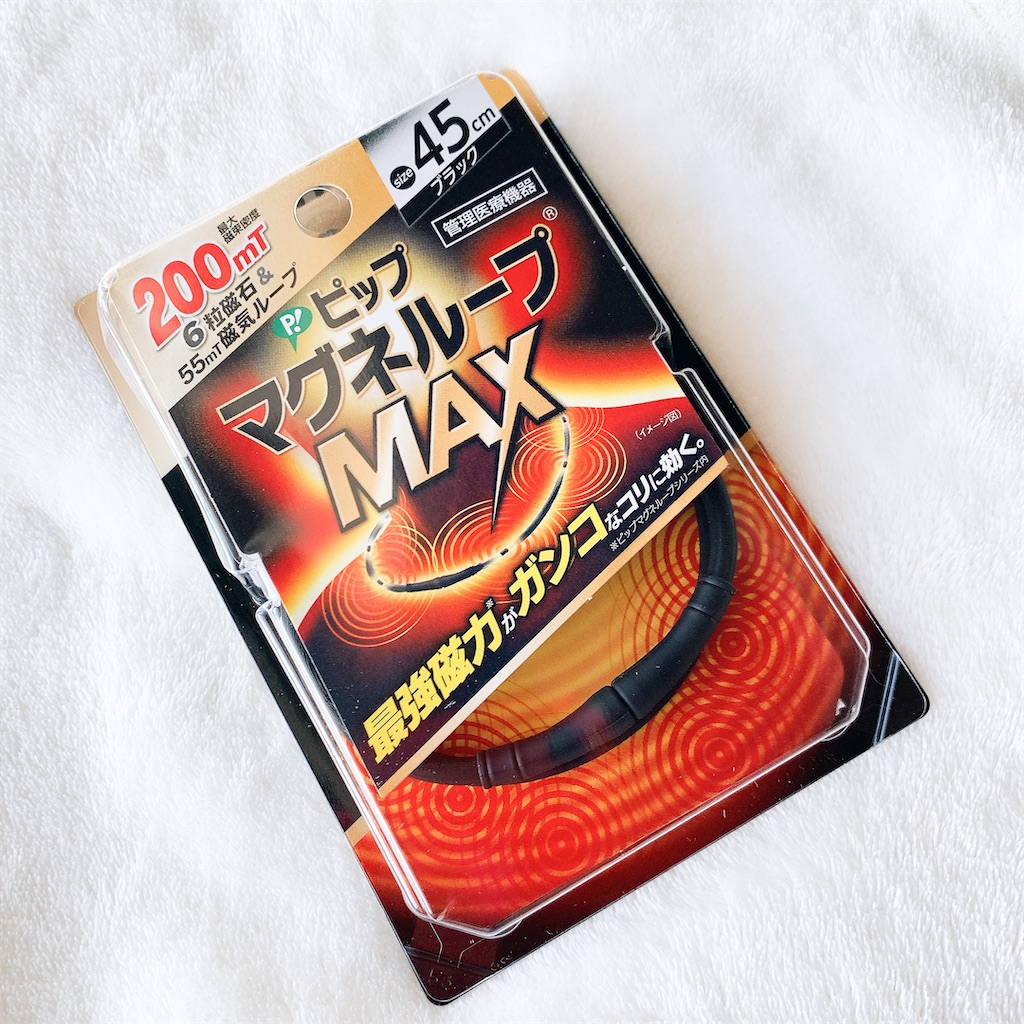 size 45cm
ブラック
管理医療機器
最大
磁束密度
200mT
6粒磁石&
55mT磁気ループ
P! ピップ
マグネループ®
MAX
(イメージ図)
最強磁力※がガンコなコリに効く。
※ピップマグネループシリーズ内